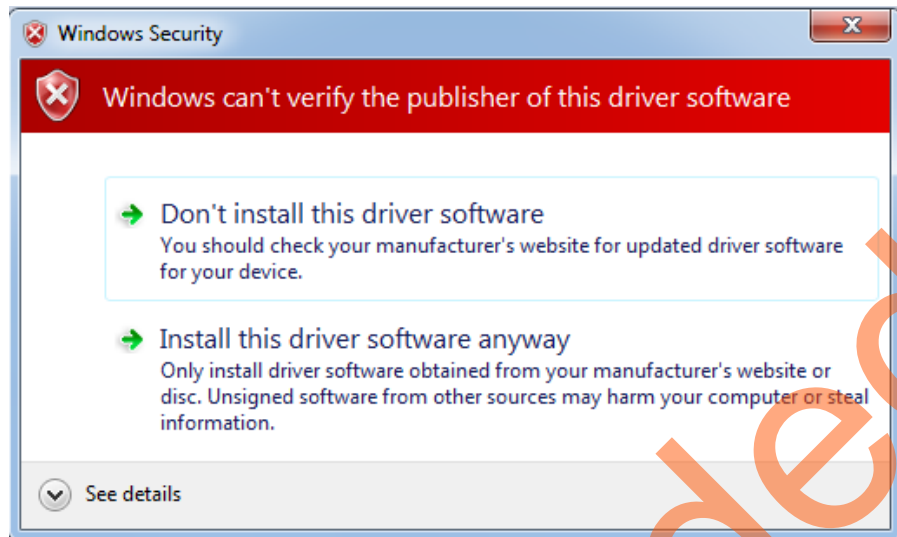 Windows Security
Windows can't verify the publisher of this driver software
Don't install this driver software
You should check your manufacturer's website for updated driver software
for your device.
Install this driver software anyway
Only install driver software obtained from your manufacturer's website or
disc. Unsigned software from other sources may harm your computer or steal
information.
See details